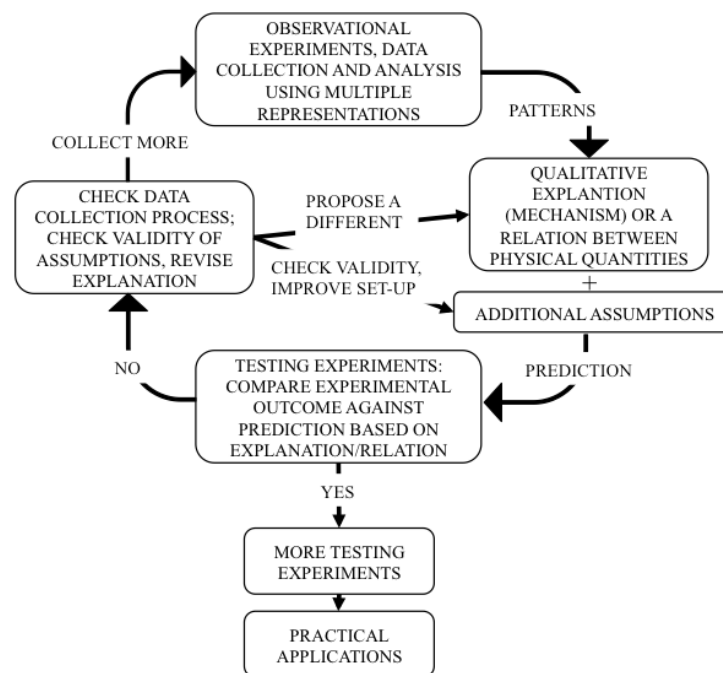 OBSERVATIONAL
EXPERIMENTS, DATA
COLLECTION AND ANALYSIS
USING MULTIPLE
REPRESENTATIONS
PATTERNS
COLLECT MORE
QUALITATIVE
EXPLANTION
(MECHANISM) OR A
RELATION BETWEEN
PHYSICAL QUANTITIES
+
ADDITIONAL ASSUMPTIONS
CHECK DATA
COLLECTION PROCESS;
CHECK VALIDITY OF
ASSUMPTIONS, REVISE
EXPLANATION
PROPOSE A
DIFFERENT
CHECK VALIDITY,
IMPROVE SET-UP
PREDICTION
NO
TESTING EXPERIMENTS:
COMPARE EXPERIMENTAL
OUTCOME AGAINST
PREDICTION BASED ON
EXPLANATION/RELATION
YES
MORE TESTING
EXPERIMENTS
PRACTICAL
APPLICATIONS